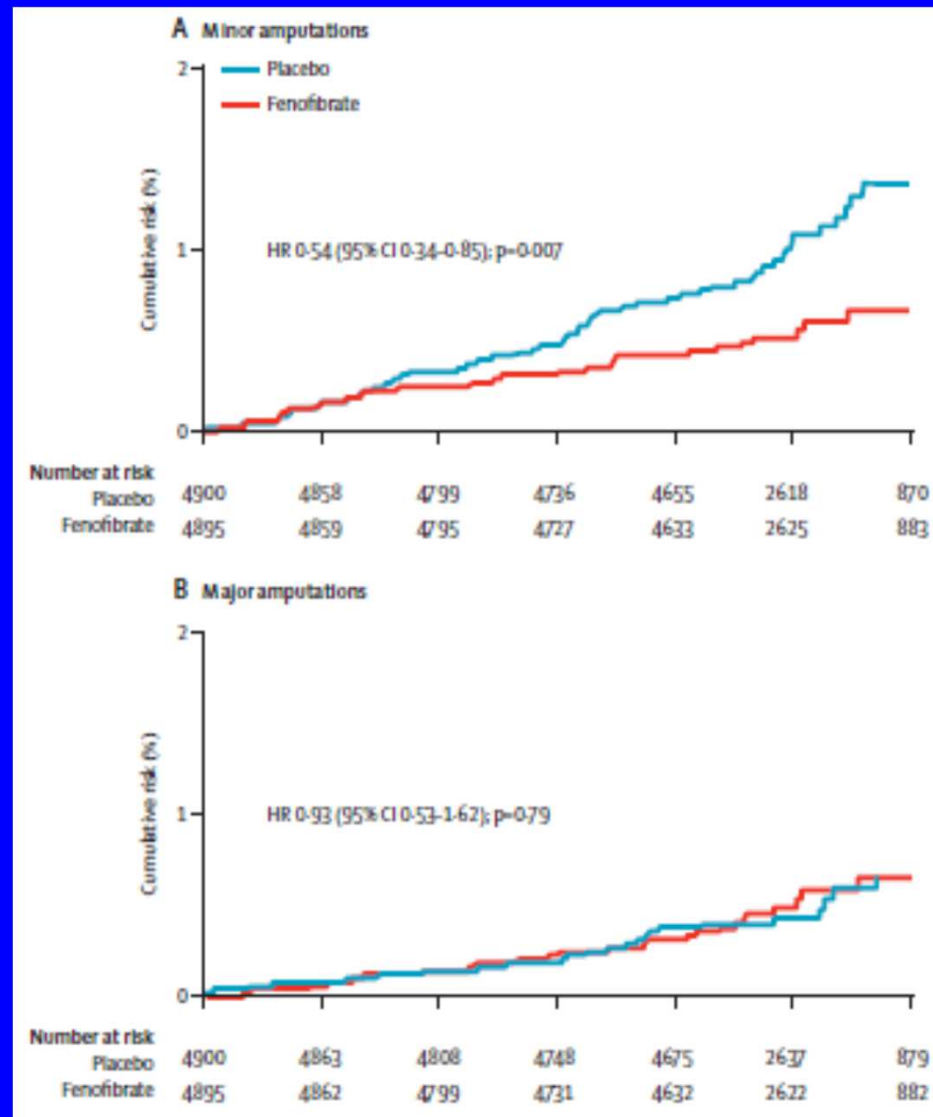 A Minor amputations
2
Placebo
Fenofibrate
Cumulative risk (%)
1
HR 0·54 (95% CI 0·34–0·85); p=0·007
0
Number at risk
Placebo 4900 4858 4799 4736 4655 2618 870
Fenofibrate 4895 4859 4795 4727 4633 2625 883
B Major amputations
2
Cumulative risk (%)
1
HR 0·93 (95% CI 0·53–1·62); p=0·79
0
Number at risk
Placebo 4900 4863 4808 4748 4675 2637 879
Fenofibrate 4895 4862 4799 4731 4632 2622 882